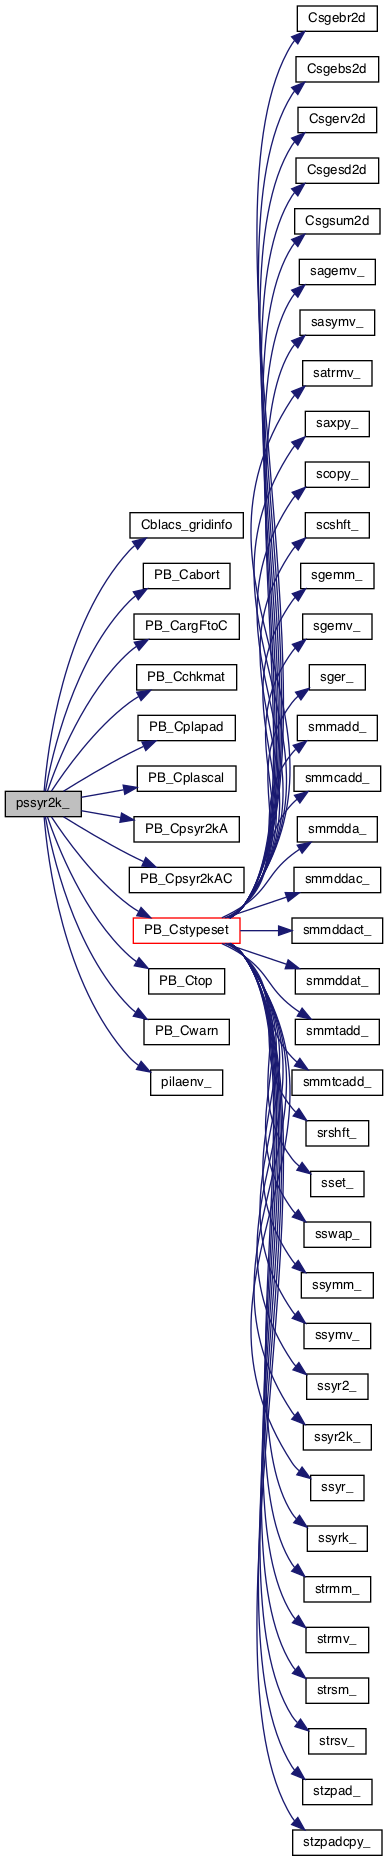 pssyr2k_
Cblacs_gridinfo
PB_Cabort
PB_CargFtoC
PB_Cchkmat
PB_Cplapad
PB_Cplascal
PB_Cpsyr2kA
PB_Cpsyr2kAC
PB_Cstypeset
PB_Ctop
PB_Cwarn
pilaenv_
Csgebr2d
Csgebs2d
Csgerv2d
Csgesd2d
Csgsum2d
sagemv_
sasymv_
satrmv_
saxpy_
scopy_
scshft_
sgemm_
sgemv_
sger_
smmadd_
smmcadd_
smmdda_
smmddac_
smmddact_
smmddat_
smmtadd_
smmtcadd_
srshft_
sset_
sswap_
ssymm_
ssymv_
ssyr2_
ssyr2k_
ssyr_
ssyrk_
strmm_
strmv_
strsm_
strsv_
stzpad_
stzpadcpy_